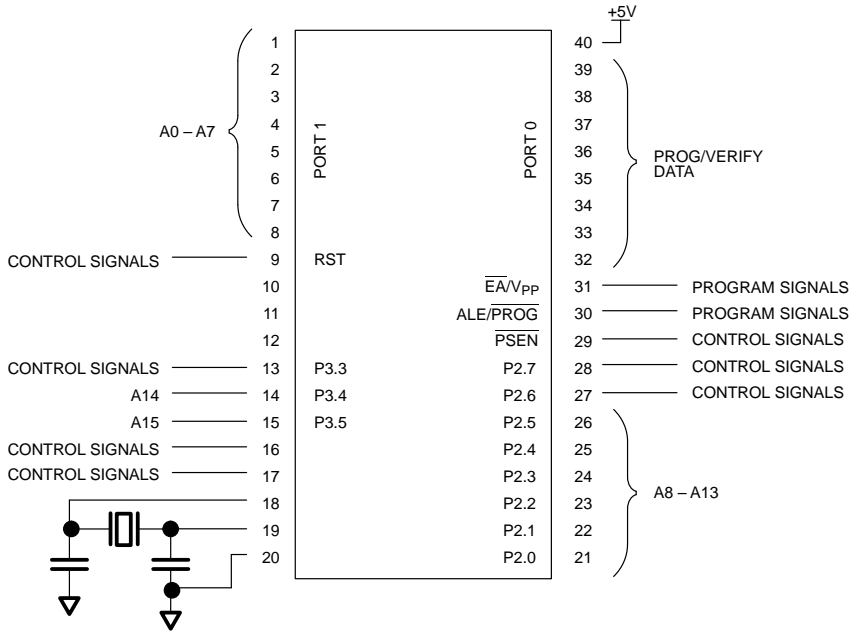 +5V
1 40
2 39
3 38
A0 – A7 4 PORT 1 PORT 0 37
5 36 PROG/VERIFY
6 35 DATA
7 34
8 33
CONTROL SIGNALS 9 RST 32
10 EA/VPP 31 PROGRAM SIGNALS
11 ALE/PROG 30 PROGRAM SIGNALS
12 PSEN 29 CONTROL SIGNALS
CONTROL SIGNALS 13 P3.3 P2.7 28 CONTROL SIGNALS
A14 14 P3.4 P2.6 27 CONTROL SIGNALS
A15 15 P3.5 P2.5 26
CONTROL SIGNALS 16 P2.4 25
CONTROL SIGNALS 17 P2.3 24
18 P2.2 23 A8 – A13
19 P2.1 22
20 P2.0 21